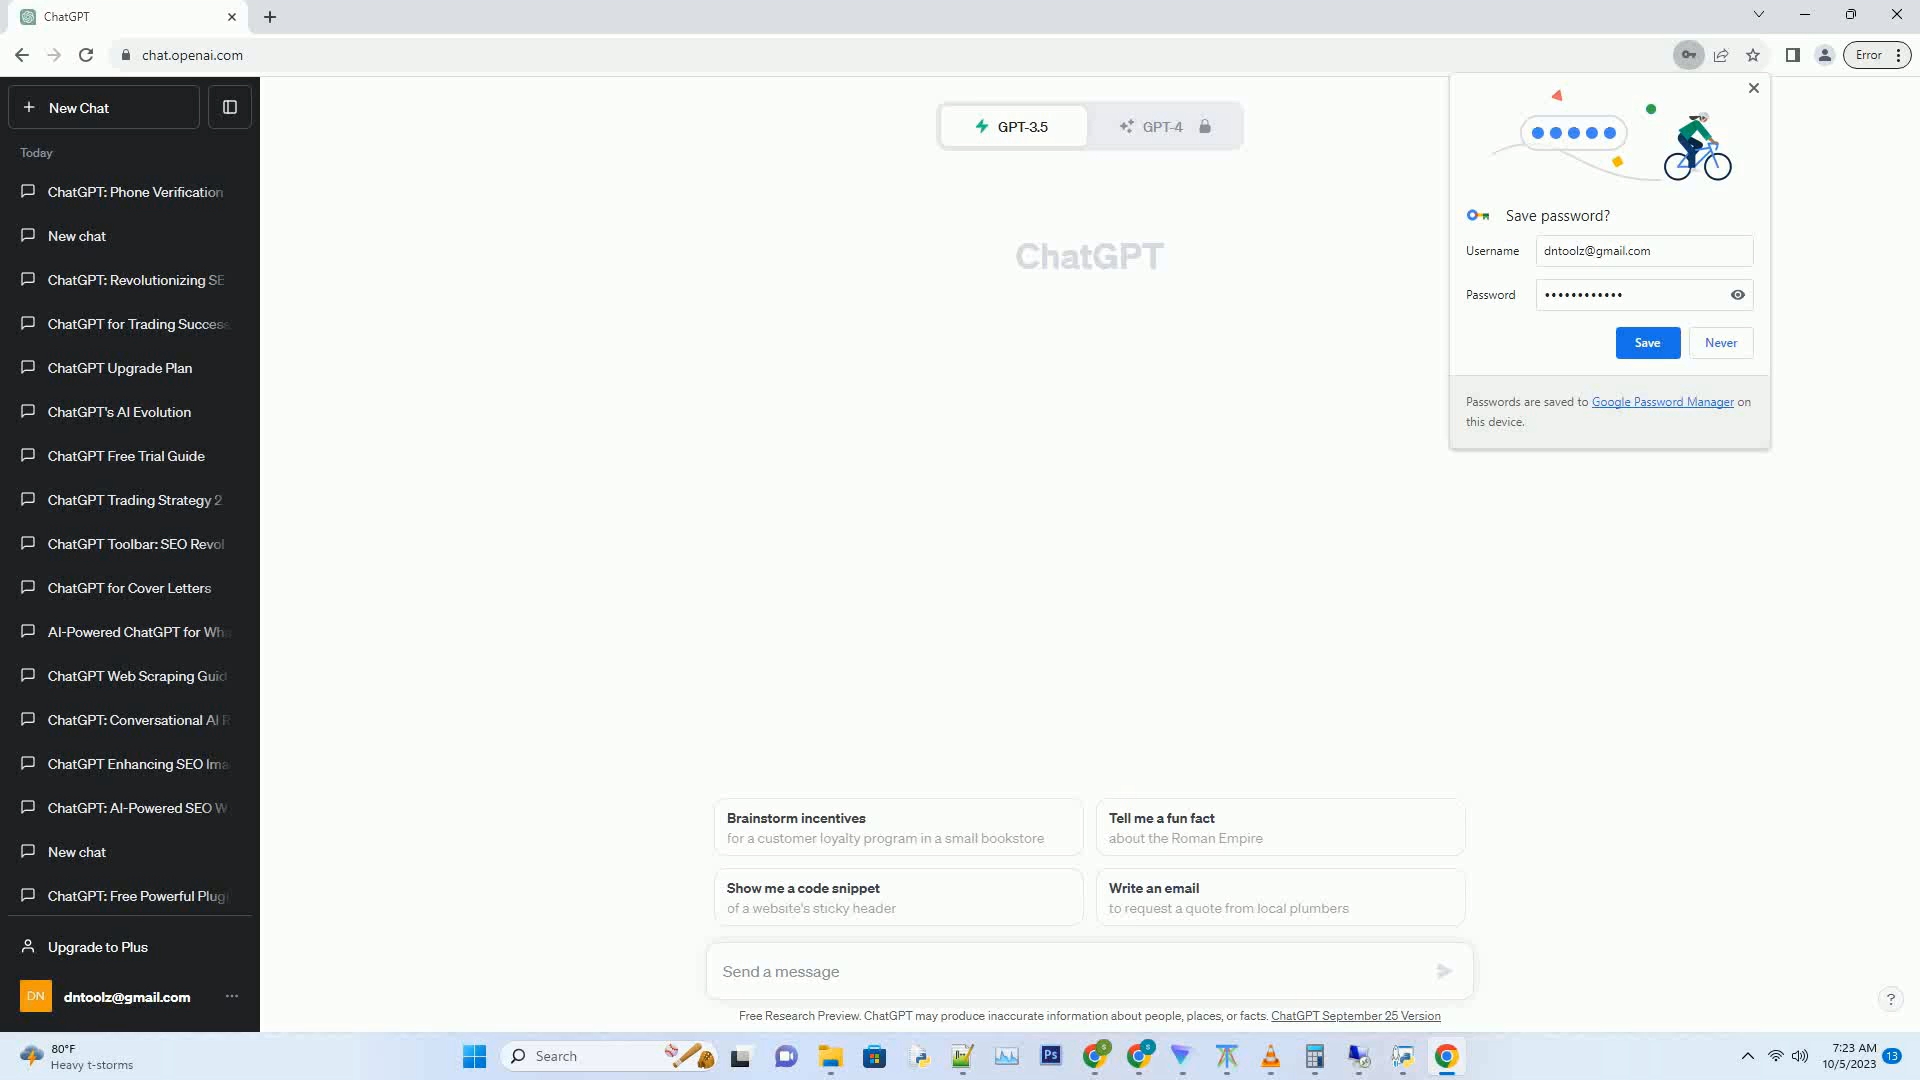 ChatGPT
chat.openai.com
Error
New Chat
Today
ChatGPT: Phone Verification
New chat
ChatGPT: Revolutionizing SE
ChatGPT for Trading Success
ChatGPT Upgrade Plan
ChatGPT's AI Evolution
ChatGPT Free Trial Guide
ChatGPT Trading Strategy 2
ChatGPT Toolbar: SEO Revol
ChatGPT for Cover Letters
AI-Powered ChatGPT for Wha
ChatGPT Web Scraping Guid
ChatGPT: Conversational AI R
ChatGPT Enhancing SEO Ima
ChatGPT: AI-Powered SEO W
New chat
ChatGPT: Free Powerful Plugi
Upgrade to Plus
DN dntoolz@gmail.com
GPT-3.5
GPT-4
ChatGPT
Save password?
Username dntoolz@gmail.com
Password ••••••••••••
Save Never
Passwords are saved to Google Password Manager on
this device.
Brainstorm incentives
for a customer loyalty program in a small bookstore
Tell me a fun fact
about the Roman Empire
Show me a code snippet
of a website's sticky header
Write an email
to request a quote from local plumbers
Send a message
Free Research Preview. ChatGPT may produce inaccurate information about people, places, or facts. ChatGPT September 25 Version
?
80°F
Heavy t-storms
Search
Ps
S
S
7:23 AM
10/5/2023
13